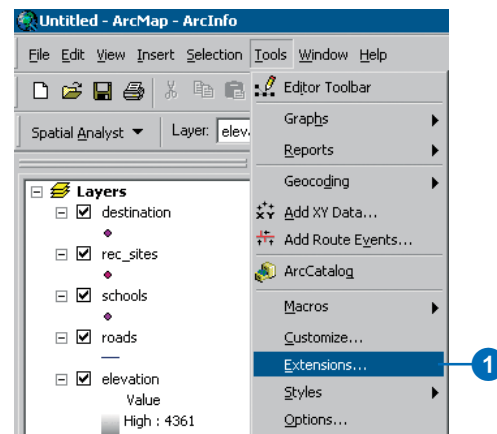 Untitled - ArcMap - ArcInfo
File Edit View Insert Selection Tools Window Help
Editor Toolbar
Spatial Analyst Layer: elev
Graphs
Reports
Geocoding
Add XY Data...
Add Route Events...
ArcCatalog
Macros
Customize...
Extensions...
1
Styles
Options...
Layers
destination
rec_sites
schools
roads
elevation
Value
High : 4361